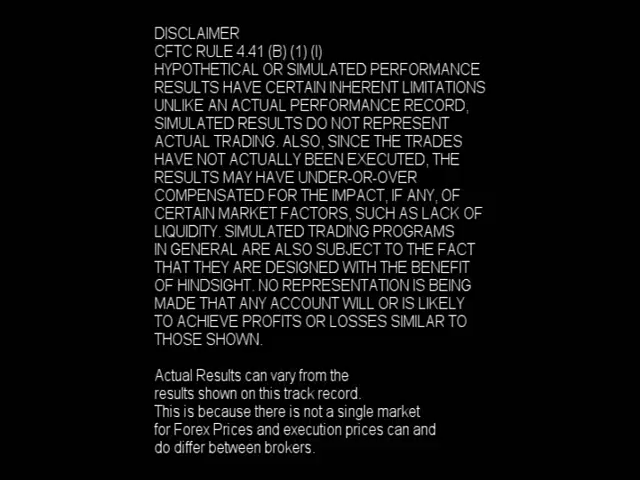 DISCLAIMER
CFTC RULE 4.41 (B) (1) (I)
HYPOTHETICAL OR SIMULATED PERFORMANCE
RESULTS HAVE CERTAIN INHERENT LIMITATIONS
UNLIKE AN ACTUAL PERFORMANCE RECORD,
SIMULATED RESULTS DO NOT REPRESENT
ACTUAL TRADING. ALSO, SINCE THE TRADES
HAVE NOT ACTUALLY BEEN EXECUTED, THE
RESULTS MAY HAVE UNDER-OR-OVER
COMPENSATED FOR THE IMPACT, IF ANY, OF
CERTAIN MARKET FACTORS, SUCH AS LACK OF
LIQUIDITY. SIMULATED TRADING PROGRAMS
IN GENERAL ARE ALSO SUBJECT TO THE FACT
THAT THEY ARE DESIGNED WITH THE BENEFIT
OF HINDSIGHT. NO REPRESENTATION IS BEING
MADE THAT ANY ACCOUNT WILL OR IS LIKELY
TO ACHIEVE PROFITS OR LOSSES SIMILAR TO
THOSE SHOWN.
Actual Results can vary from the
results shown on this track record.
This is because there is not a single market
for Forex Prices and execution prices can and
do differ between brokers.